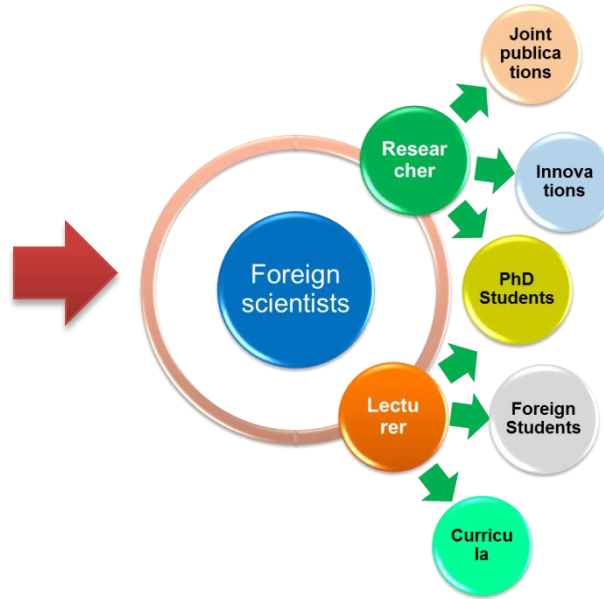 Joint
publica
tions
Resear
cher
Innova
tions
Foreign
scientists
PhD
Students
Lectu
rer
Foreign
Students
Curricu
la